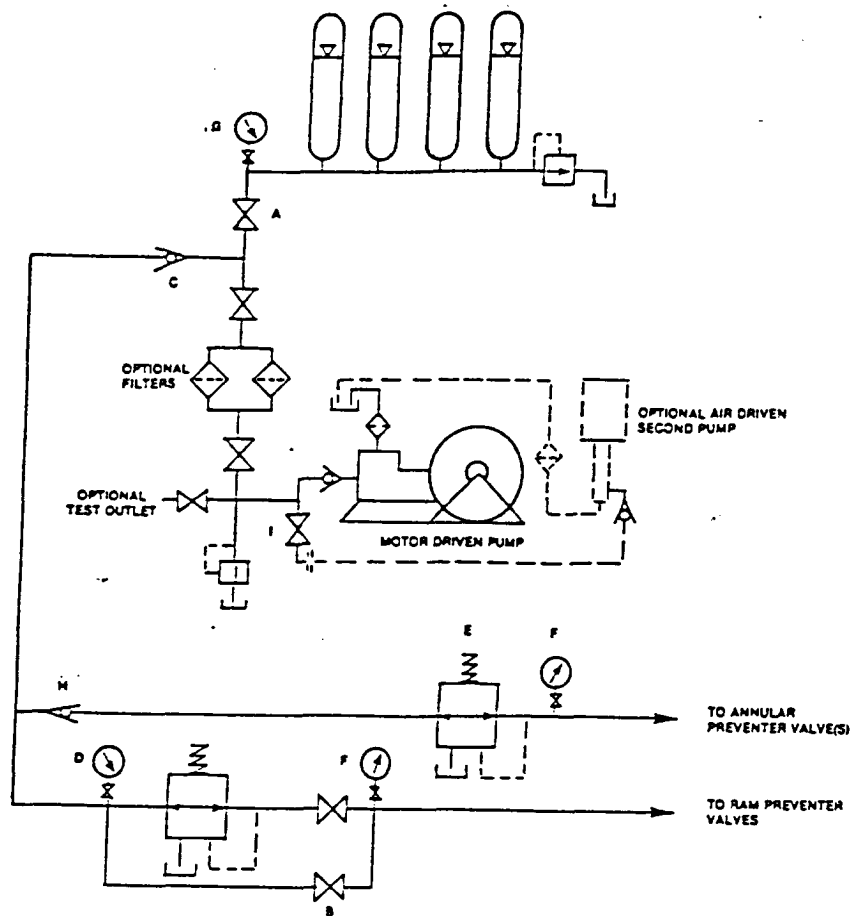 G
A
C
OPTIONAL
FILTERS
OPTIONAL AIR DRIVEN
SECOND PUMP
OPTIONAL
TEST OUTLET
I
MOTOR DRIVEN PUMP
E
F
H
TO ANNULAR
PREVENTER VALVE(S)
D
F
TO RAM PREVENTER
VALVES
B